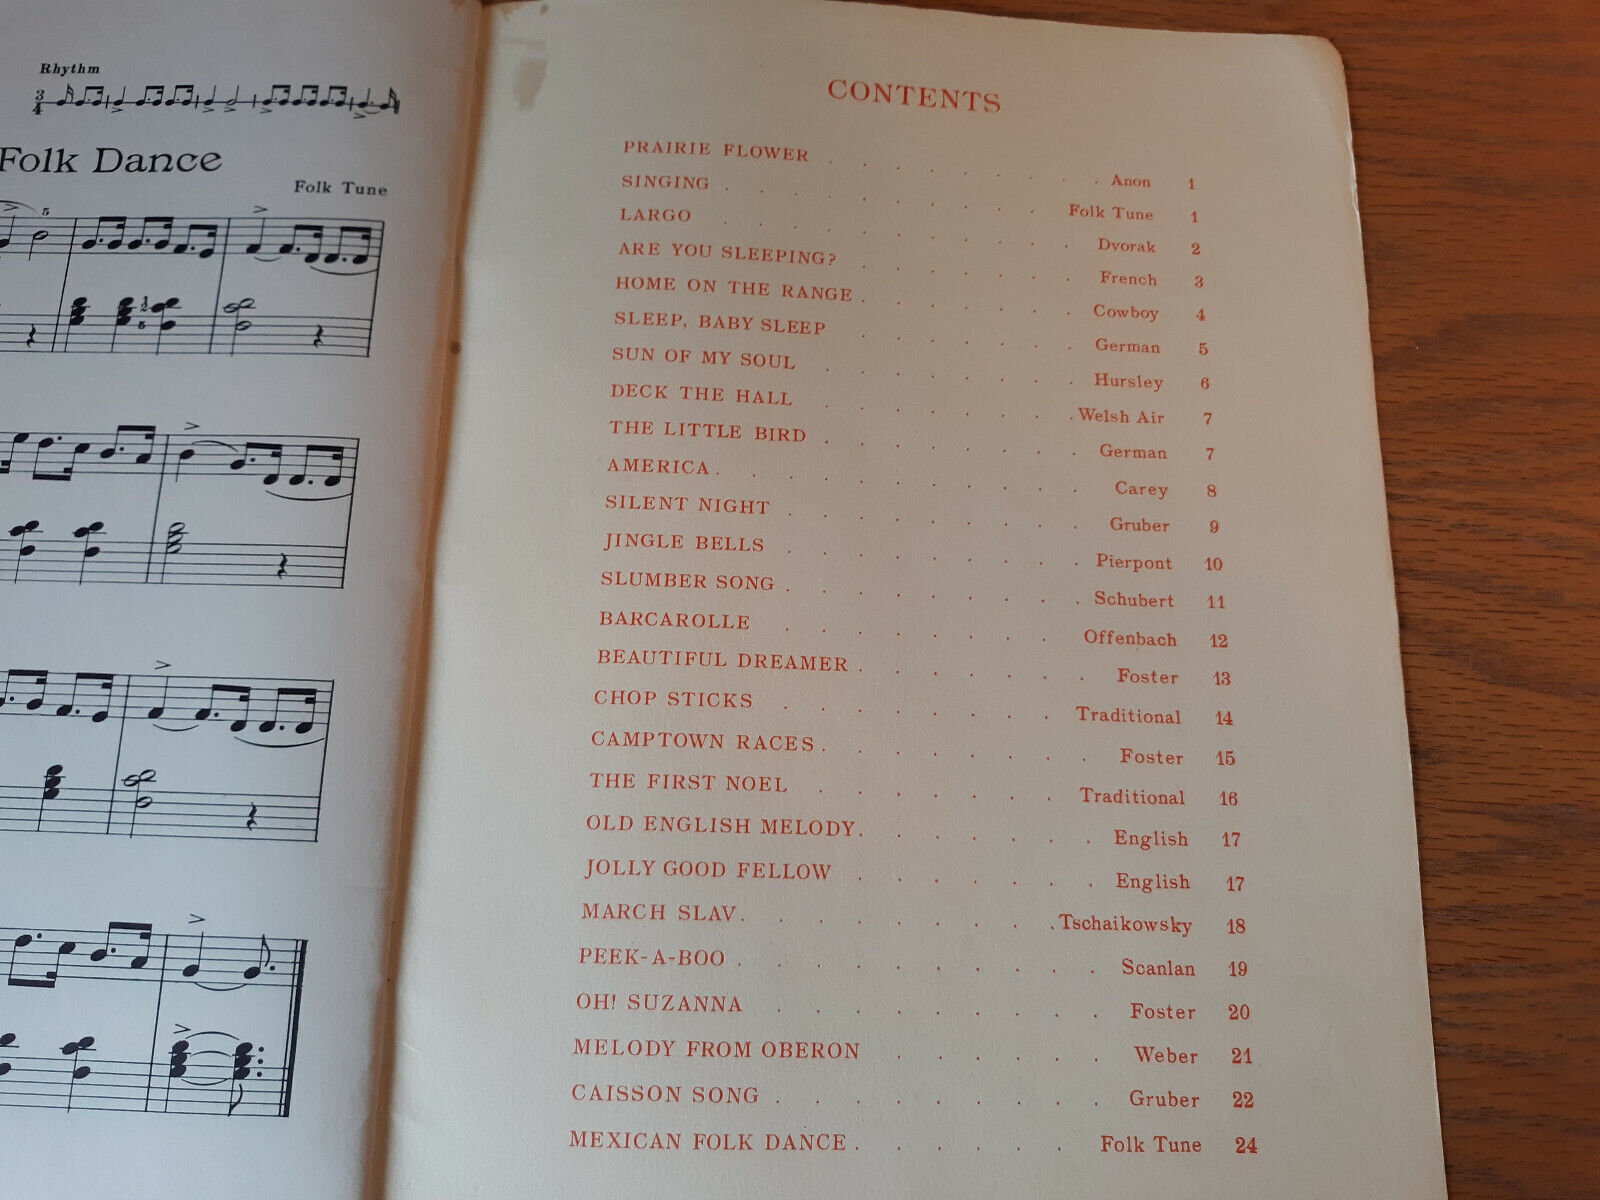 Rhythm
3
4
Folk Dance
Folk Tune
5
1
2
5
CONTENTS
PRAIRIE FLOWER . . . . . . . . . Anon 1
SINGING . . . . . . . . . . Folk Tune 1
LARGO . . . . . . . . . . Dvorak 2
ARE YOU SLEEPING? . . . . . . . French 3
HOME ON THE RANGE . . . . . . . Cowboy 4
SLEEP, BABY SLEEP . . . . . . . German 5
SUN OF MY SOUL . . . . . . . . Hursley 6
DECK THE HALL . . . . . . . . Welsh Air 7
THE LITTLE BIRD . . . . . . . . German 7
AMERICA . . . . . . . . . . Carey 8
SILENT NIGHT . . . . . . . . . Gruber 9
JINGLE BELLS . . . . . . . . . Pierpont 10
SLUMBER SONG . . . . . . . . . Schubert 11
BARCAROLLE . . . . . . . . Offenbach 12
BEAUTIFUL DREAMER . . . . . . . Foster 13
CHOP STICKS . . . . . . . . Traditional 14
CAMPTOWN RACES . . . . . . . . Foster 15
THE FIRST NOEL . . . . . . . Traditional 16
OLD ENGLISH MELODY . . . . . . . English 17
JOLLY GOOD FELLOW . . . . . . . English 17
MARCH SLAV . . . . . . . . . Tschaikowsky 18
PEEK-A-BOO . . . . . . . . . . Scanlan 19
OH! SUZANNA . . . . . . . . . Foster 20
MELODY FROM OBERON . . . . . . Weber 21
CAISSON SONG . . . . . . . . . Gruber 22
MEXICAN FOLK DANCE . . . . . . Folk Tune 24